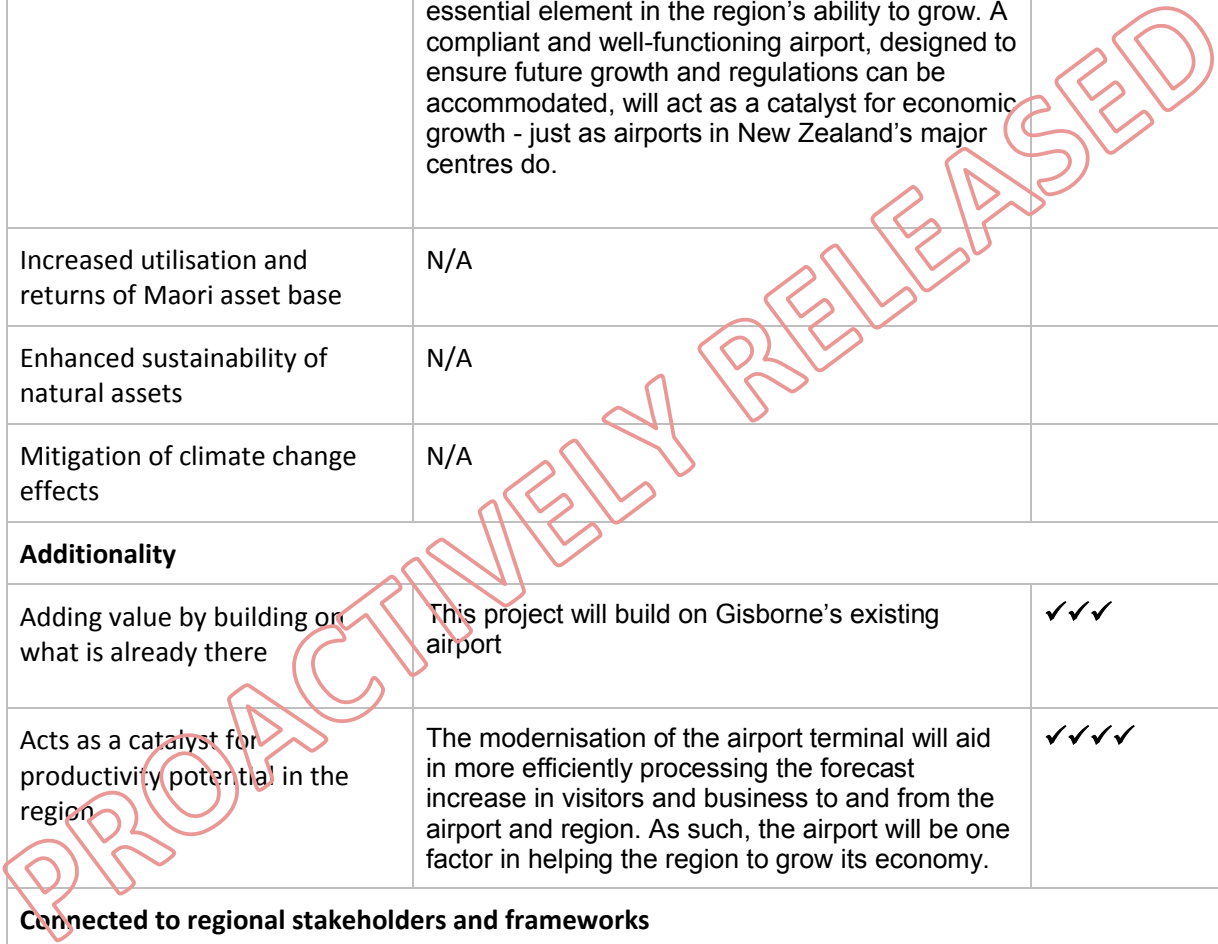 essential element in the region's ability to grow. A
compliant and well-functioning airport, designed to
ensure future growth and regulations can be
accommodated, will act as a catalyst for economic
growth - just as airports in New Zealand's major
centres do.
Increased utilisation and
returns of Maori asset base
N/A
Enhanced sustainability of
natural assets
N/A
Mitigation of climate change
effects
N/A
Additionality
Adding value by building on
what is already there
This project will build on Gisborne's existing
airport
✓✓✓
Acts as a catalyst for
productivity potential in the
region
The modernisation of the airport terminal will aid
in more efficiently processing the forecast
increase in visitors and business to and from the
airport and region. As such, the airport will be one
factor in helping the region to grow its economy.
✓✓✓✓
Connected to regional stakeholders and frameworks
PROACTIVELY RELEASED